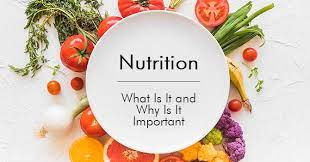 Nutrition
What Is It and
Why Is It
Important